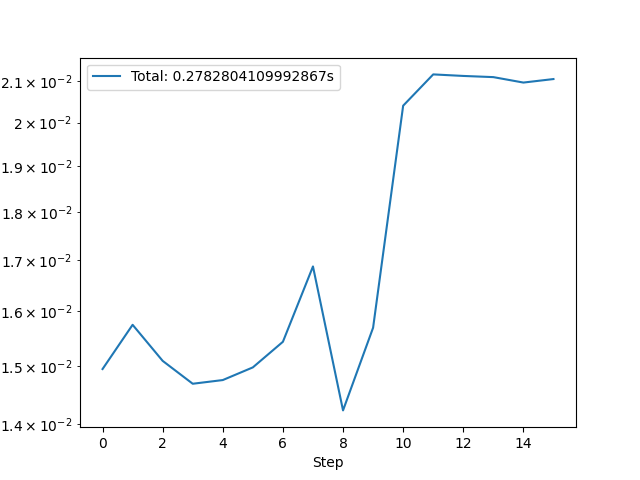 Total: 0.2782804109992867s
2.1 × 10⁻²
2 × 10⁻²
1.9 × 10⁻²
1.8 × 10⁻²
1.7 × 10⁻²
1.6 × 10⁻²
1.5 × 10⁻²
1.4 × 10⁻²
0 2 4 6 8 10 12 14
Step